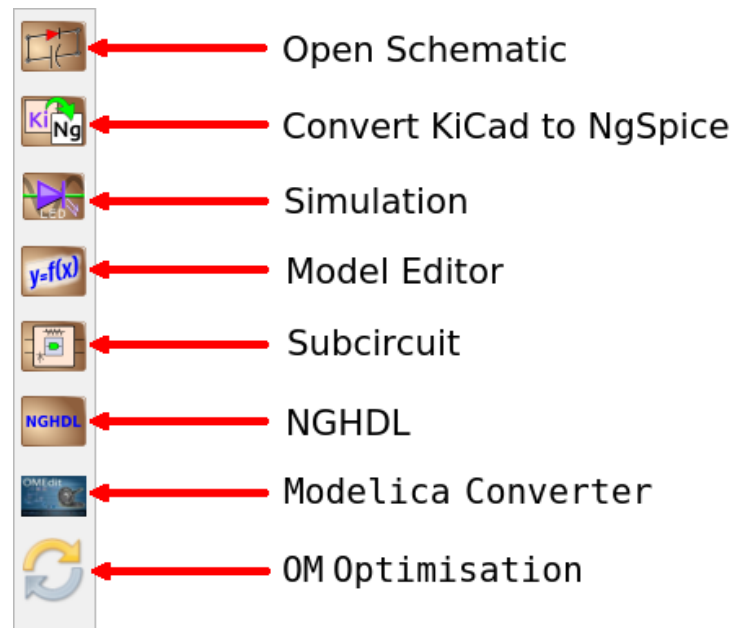 Open Schematic
Ki Ng
Convert KiCad to NgSpice
LED
Simulation
y=f(x)
Model Editor
Subcircuit
NGHDL
NGHDL
OMEdit
Modelica Converter
OM Optimisation